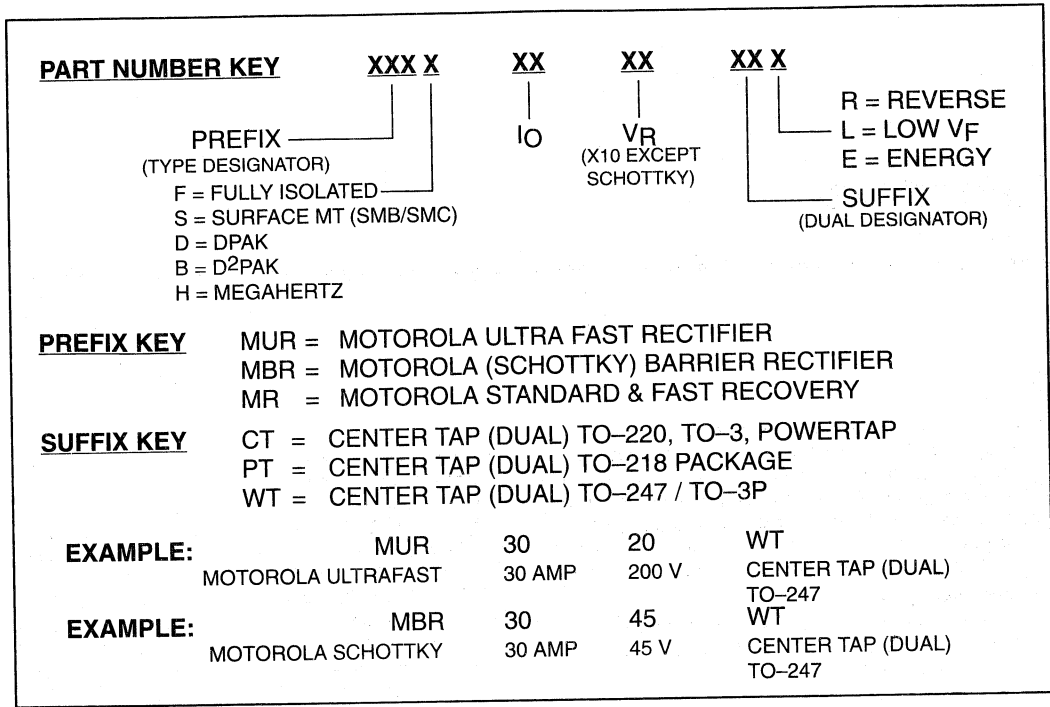 PART NUMBER KEY XXX X XX XX XX X
PREFIX IO VR R = REVERSE
(TYPE DESIGNATOR) (X10 EXCEPT L = LOW VF
F = FULLY ISOLATED SCHOTTKY) E = ENERGY
S = SURFACE MT (SMB/SMC) SUFFIX
D = DPAK (DUAL DESIGNATOR)
B = D2PAK
H = MEGAHERTZ
PREFIX KEY MUR = MOTOROLA ULTRA FAST RECTIFIER
MBR = MOTOROLA (SCHOTTKY) BARRIER RECTIFIER
MR = MOTOROLA STANDARD & FAST RECOVERY
SUFFIX KEY CT = CENTER TAP (DUAL) TO–220, TO–3, POWERTAP
PT = CENTER TAP (DUAL) TO–218 PACKAGE
WT = CENTER TAP (DUAL) TO–247 / TO–3P
EXAMPLE: MUR 30 20 WT
MOTOROLA ULTRAFAST 30 AMP 200 V CENTER TAP (DUAL)
TO–247
EXAMPLE: MBR 30 45 WT
MOTOROLA SCHOTTKY 30 AMP 45 V CENTER TAP (DUAL)
TO–247